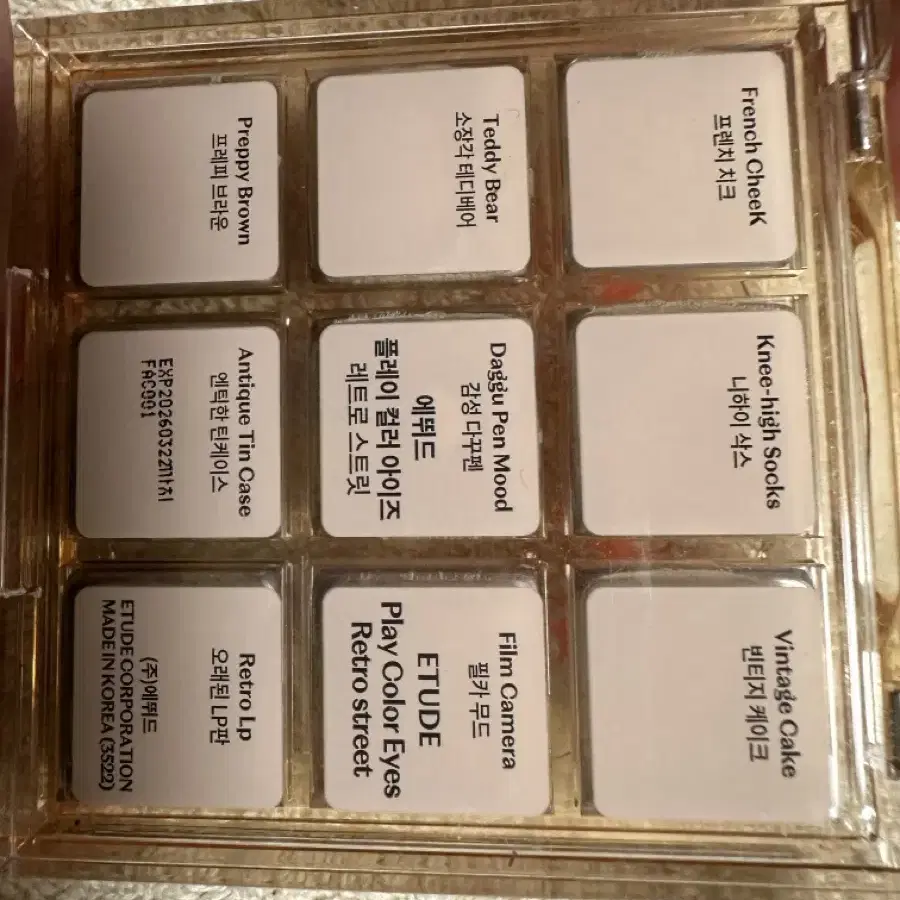 French CheeK
프렌치 치크
Knee-high Socks
니하이 삭스
Vintage Cake
빈티지 케이크
Teddy Bear
소장각 테디베어
Daggu Pen Mood
감성 다꾸펜
에뛰드
플레이 컬러 아이즈
레트로 스트릿
Film Camera
필카 무드
ETUDE
Play Color Eyes
Retro street
Preppy Brown
프레피 브라운
Antique Tin Case
앤틱한 틴케이스
EXP20260322까지
FAC001
Retro Lp
오래된 LP판
(주)에뛰드
ETUDE CORPORATION
MADE IN KOREA (3522)